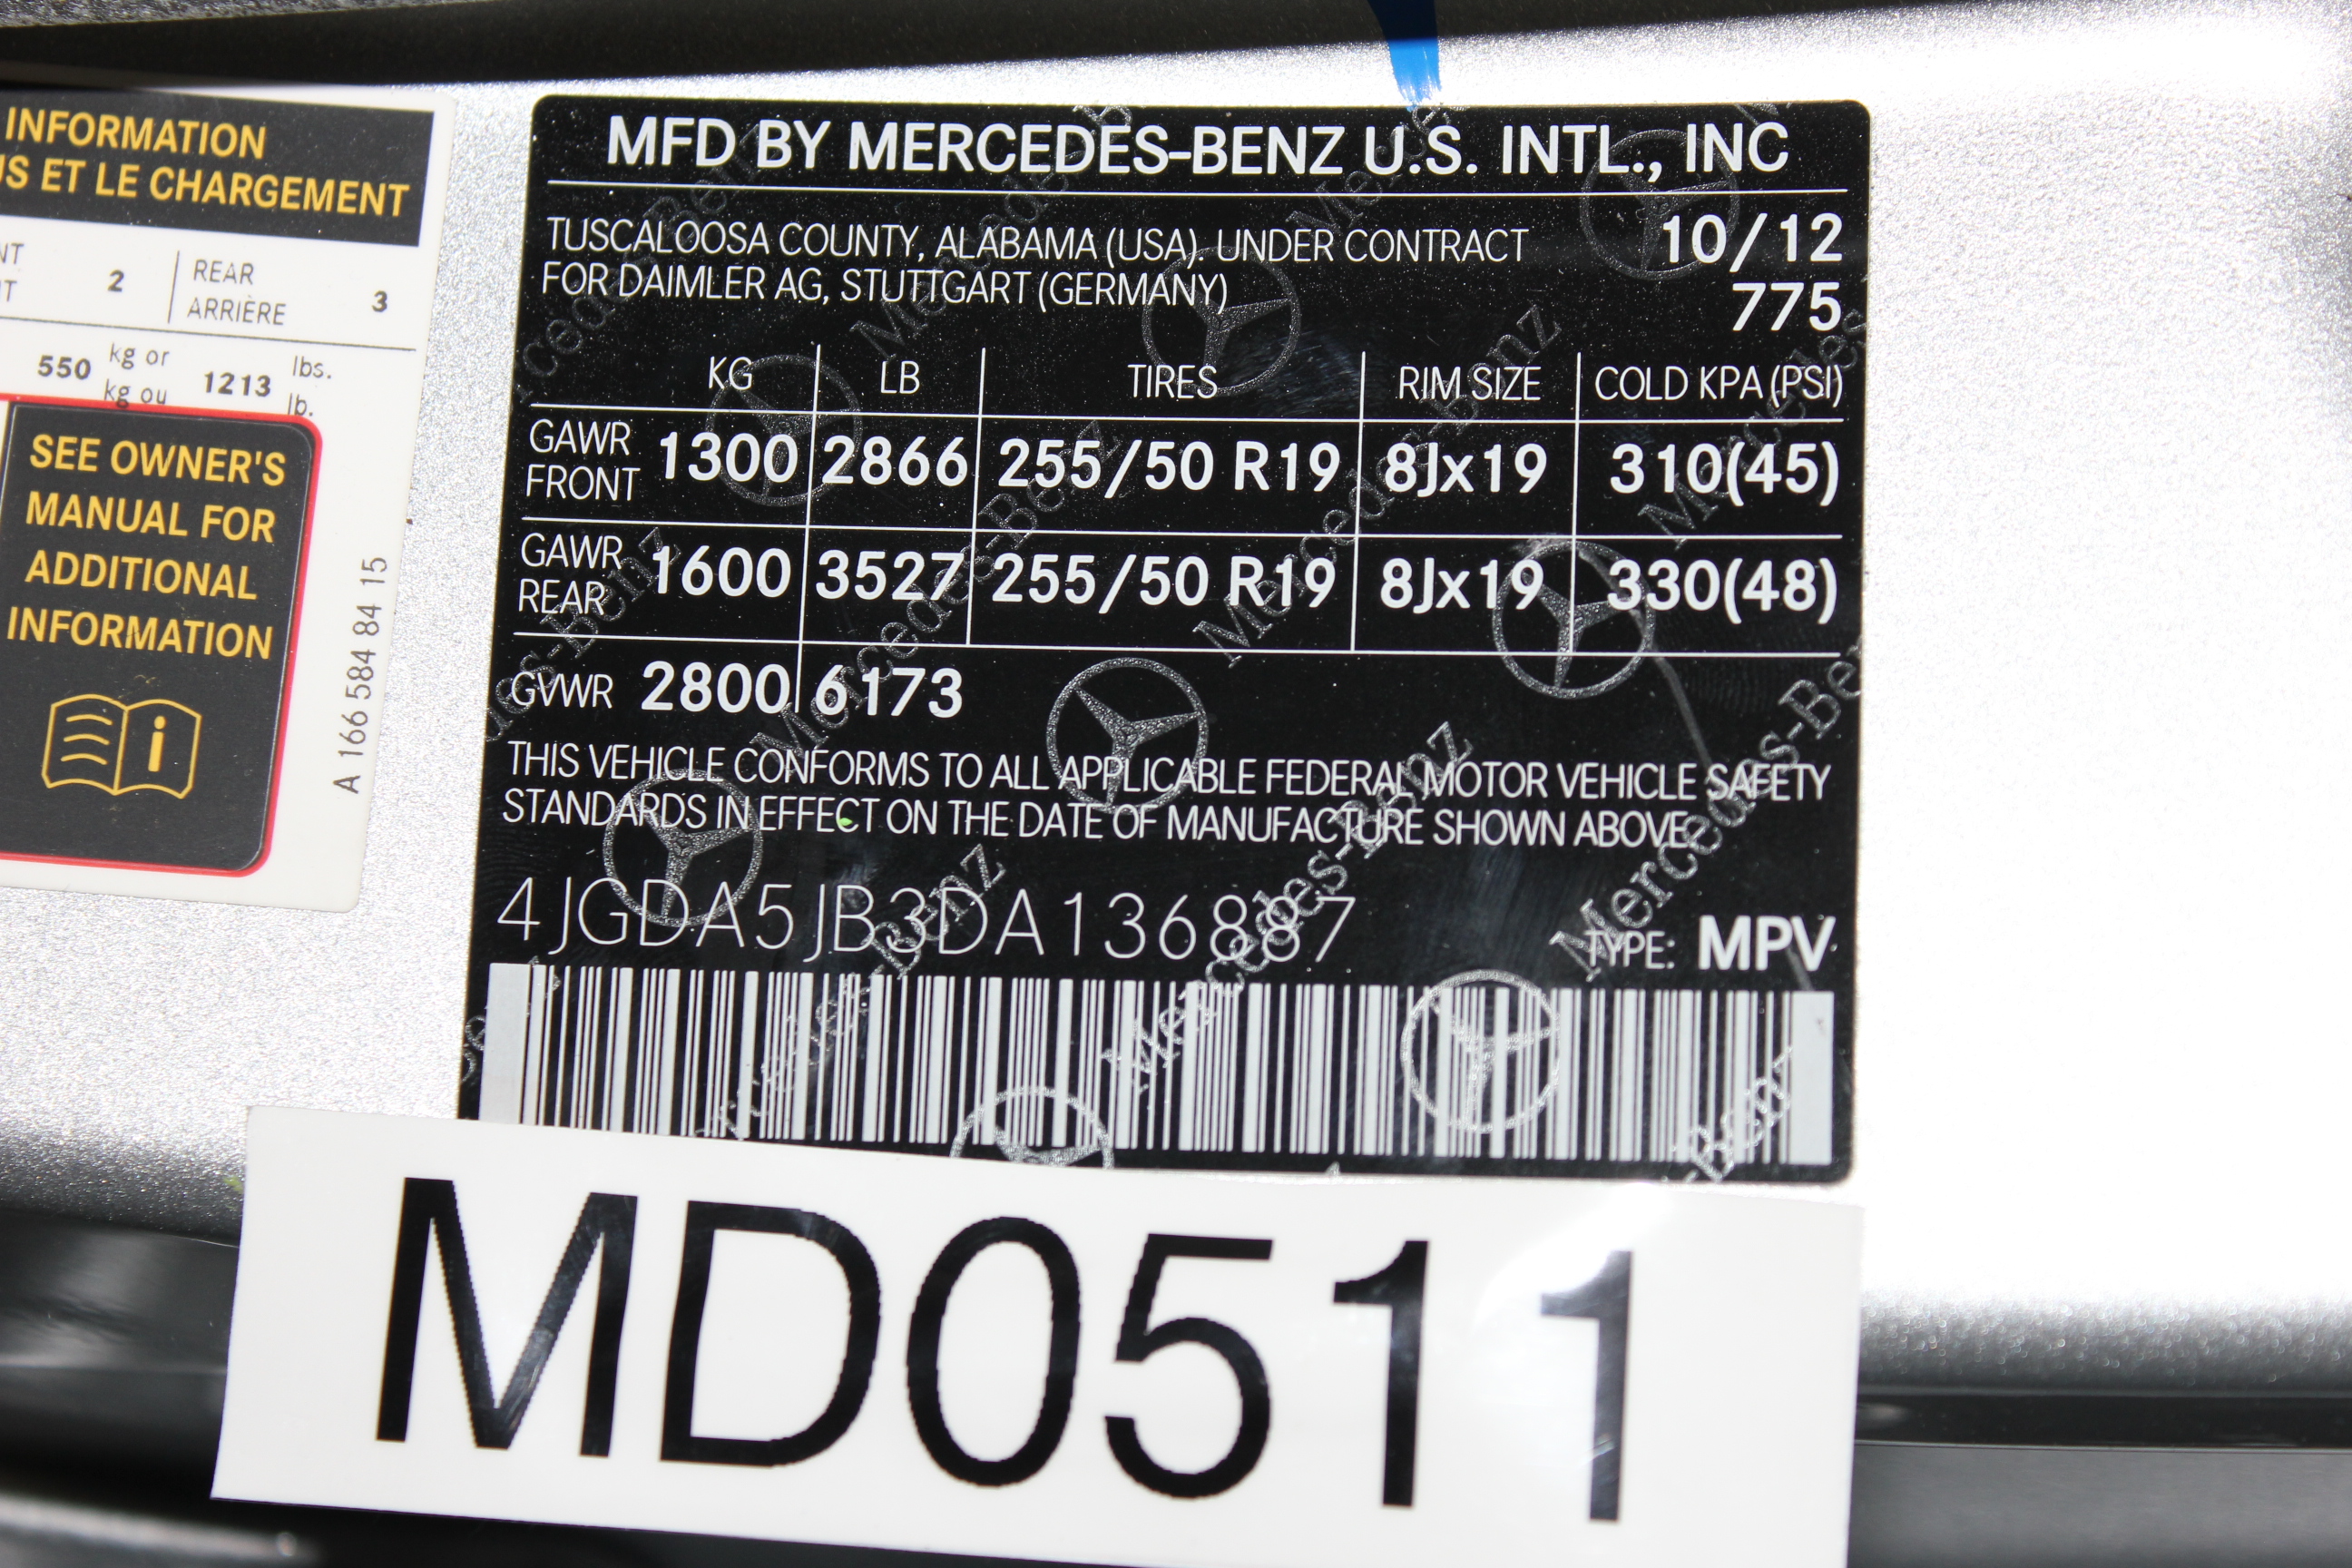 INFORMATION
US ET LE CHARGEMENT
NT
T
2
REAR
ARRIÈRE
3
550 kg or 1213 lbs.
kg ou lb.
SEE OWNER'S
MANUAL FOR
ADDITIONAL
INFORMATION
i
A 166 584 84 15
MFD BY MERCEDES-BENZ U.S. INTL., INC
TUSCALOOSA COUNTY, ALABAMA (USA). UNDER CONTRACT 10/12
FOR DAIMLER AG, STUTTGART (GERMANY) 775
KG LB TIRES RIM SIZE COLD KPA (PSI)
GAWR FRONT 1300 2866 255/50 R19 8Jx19 310(45)
GAWR REAR 1600 3527 255/50 R19 8Jx19 330(48)
GVWR 2800 6173
THIS VEHICLE CONFORMS TO ALL APPLICABLE FEDERAL MOTOR VEHICLE SAFETY
STANDARDS IN EFFECT ON THE DATE OF MANUFACTURE SHOWN ABOVE.
4JGDA5JB3DA136887 TYPE: MPV
MD0511